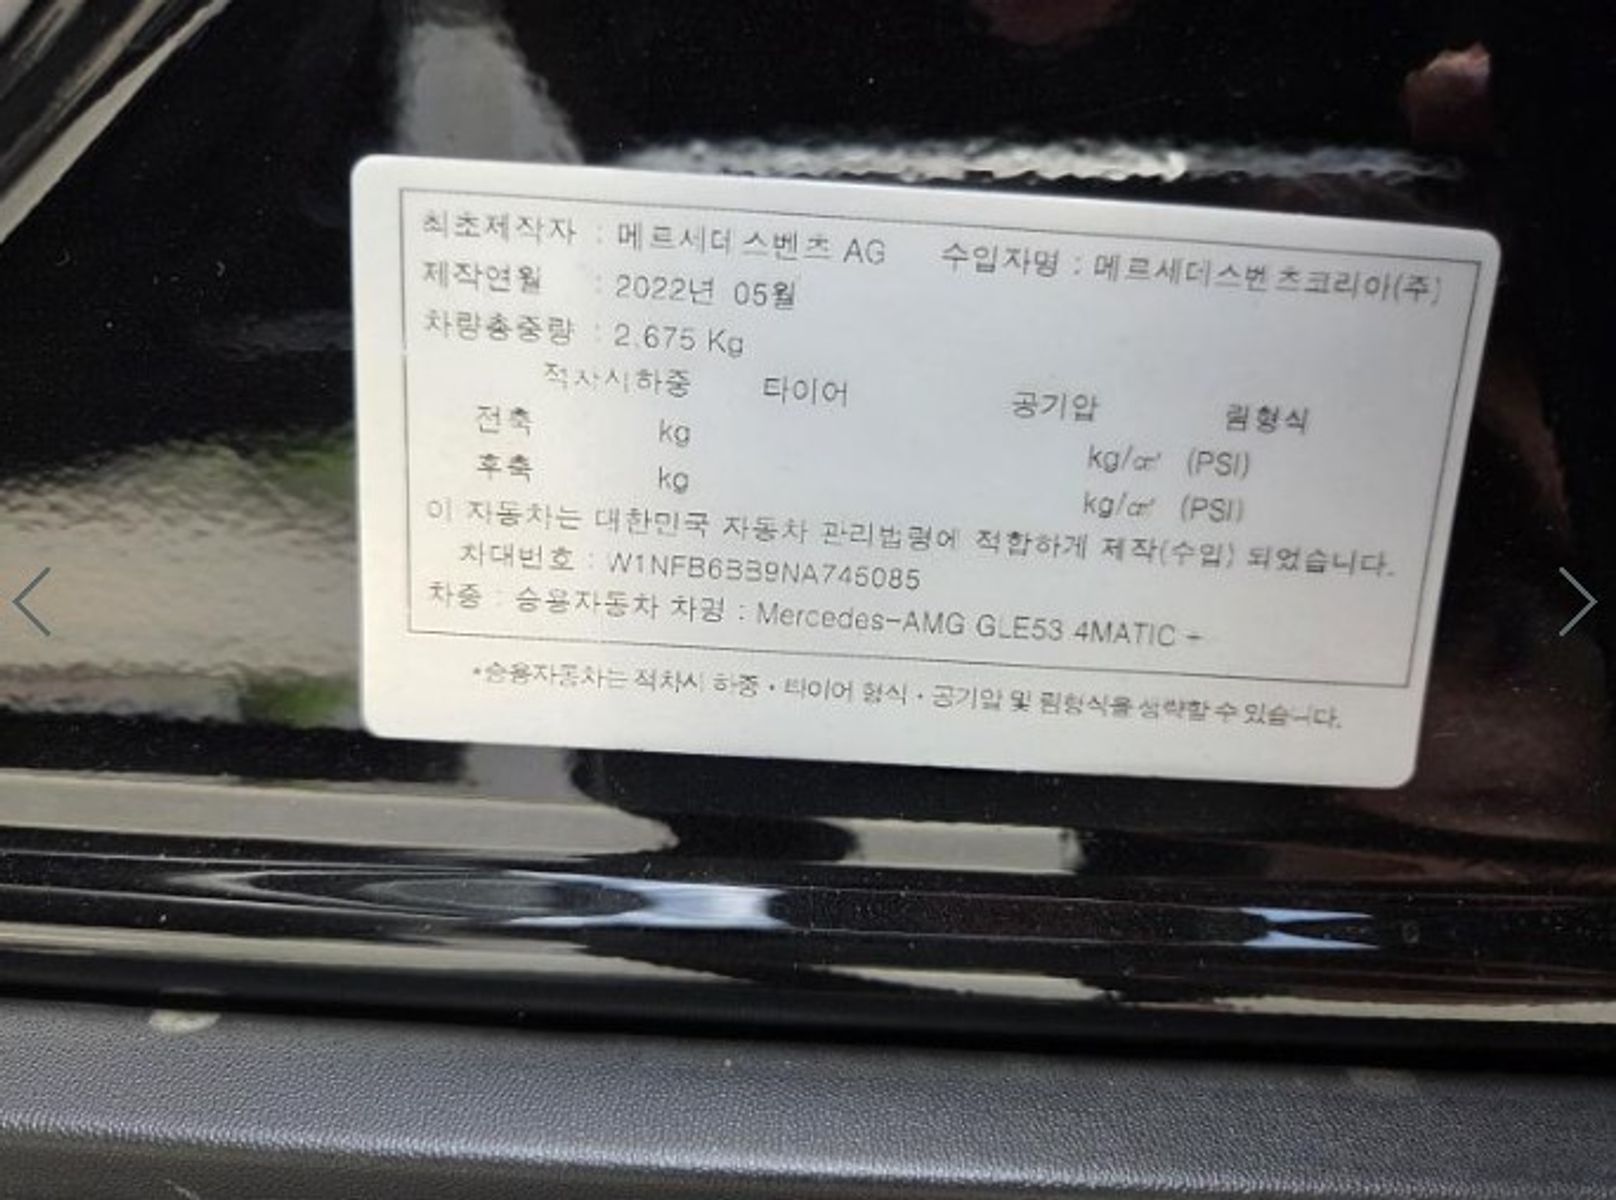 최초제작자 : 메르세데스벤츠 AG 수입자명 : 메르세데스벤츠코리아(주)
제작연월 : 2022년 05월
차량총중량 : 2.675 Kg
적차시하중 타이어 공기압 림형식
전축 kg kg/㎠ (PSI)
후축 kg kg/㎠ (PSI)
이 자동차는 대한민국 자동차 관리법령에 적합하게 제작(수입) 되었습니다.
차대번호 : W1NFB6BB9NA745085
차종 : 승용자동차 차명 : Mercedes-AMG GLE53 4MATIC +
*승용자동차는 적차시 하중·타이어 형식·공기압 및 림형식을 생략할 수 있습니다.